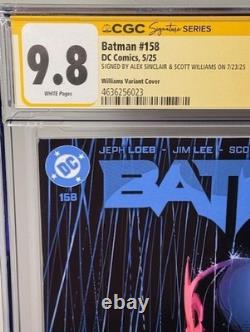 CGC Signature SERIES
9.8
WHITE Pages
Batman #158
DC Comics, 5/25
SIGNED BY ALEX SINCLAIR & SCOTT WILLIAMS ON 7/23/25
Williams Variant Cover
4636256023
JEPH LOEB - JIM LEE - SCO
DC
158
BAT